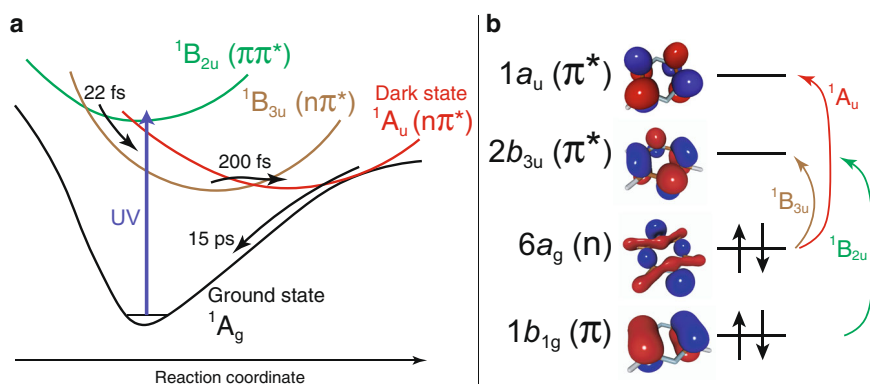 a
¹B₂ᵤ (ππ*)
22 fs
¹B₃ᵤ (nπ*)
Dark state
¹Aᵤ (nπ*)
200 fs
UV
15 ps
Ground state
¹A_g
Reaction coordinate
b
1aᵤ (π*)
¹Aᵤ
2b₃ᵤ (π*)
¹B₃ᵤ
6a_g (n)
¹B₂ᵤ
1b₁g (π)